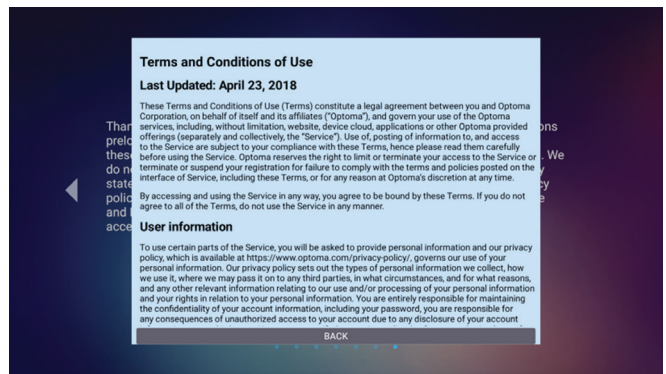 Terms and Conditions of Use
Last Updated: April 23, 2018
These Terms and Conditions of Use (Terms) constitute a legal agreement between you and Optoma
Corporation, on behalf of itself and its affiliates ("Optoma"), and govern your use of the Optoma
services, including, without limitation, website, device cloud, applications or other Optoma provided
offerings (separately and collectively, the "Service"). Use of, posting of information to, and access
to the Service are subject to your compliance with these Terms, hence please read them carefully
before using the Service. Optoma reserves the right to limit or terminate your access to the Service or
terminate or suspend your registration for failure to comply with the terms and policies posted on the
interface of Service, including these Terms, or for any reason at Optoma's discretion at any time.
By accessing and using the Service in any way, you agree to be bound by these Terms. If you do not
agree to all of the Terms, do not use the Service in any manner.
User information
To use certain parts of the Service, you will be asked to provide personal information and our privacy
policy, which is available at https://www.optoma.com/privacy-policy/, governs our use of your
personal information. Our privacy policy sets out the types of personal information we collect, how
we use it, where we may pass it on to any third parties, in what circumstances, and for what reasons,
and any other relevant information relating to our use and/or processing of your personal information
and your rights in relation to your personal information. You are entirely responsible for maintaining
the confidentiality of your account information, including your password, you are responsible for
any consequences of unauthorized access to your account due to any disclosure of your account
BACK